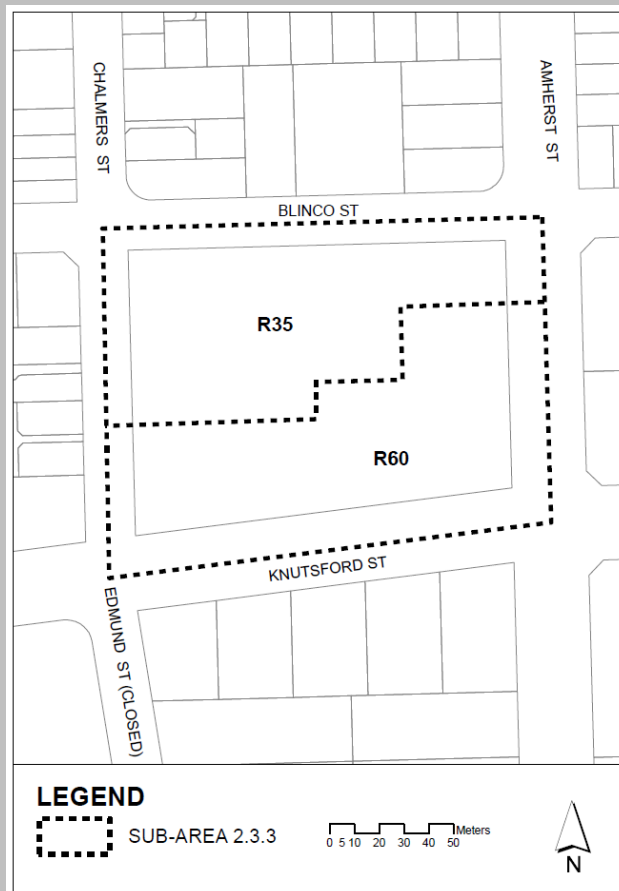 CHALMERS ST
AMHERST ST
BLINCO ST
R35
R60
KNUTSFORD ST
EDMUND ST (CLOSED)
LEGEND
SUB-AREA 2.3.3
Meters
0 5 10 20 30 40 50
N